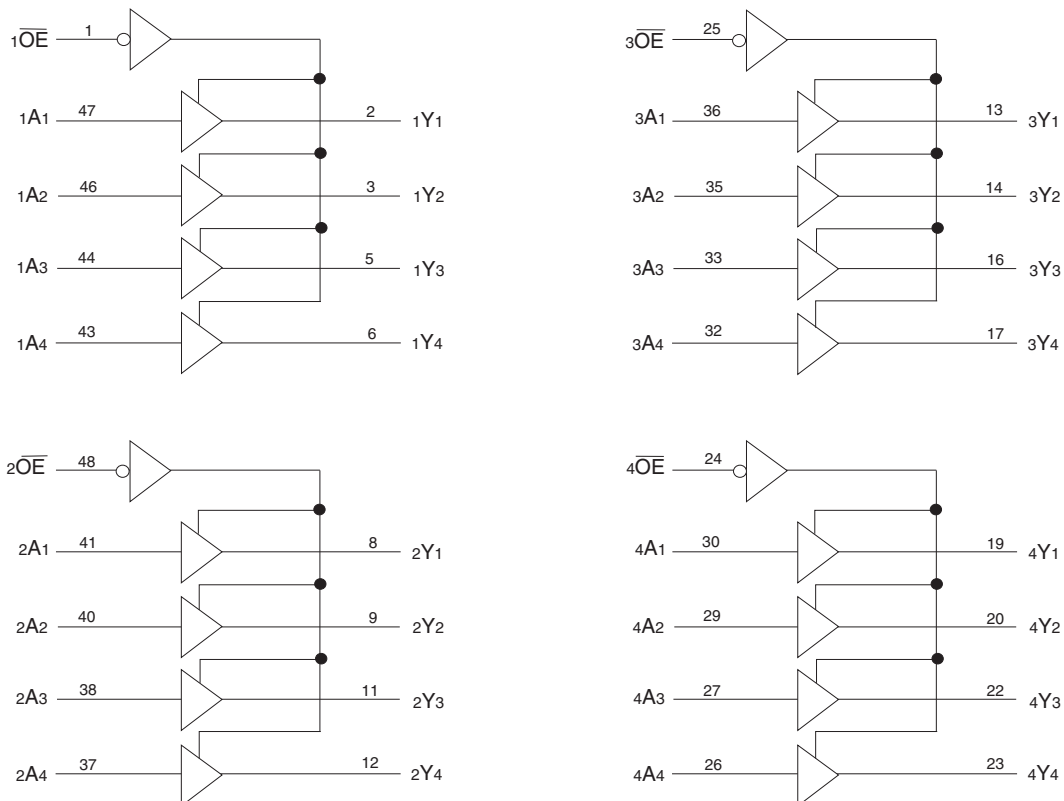 1OE 1
1A1 47 2 1Y1
1A2 46 3 1Y2
1A3 44 5 1Y3
1A4 43 6 1Y4
3OE 25
3A1 36 13 3Y1
3A2 35 14 3Y2
3A3 33 16 3Y3
3A4 32 17 3Y4
2OE 48
2A1 41 8 2Y1
2A2 40 9 2Y2
2A3 38 11 2Y3
2A4 37 12 2Y4
4OE 24
4A1 30 19 4Y1
4A2 29 20 4Y2
4A3 27 22 4Y3
4A4 26 23 4Y4